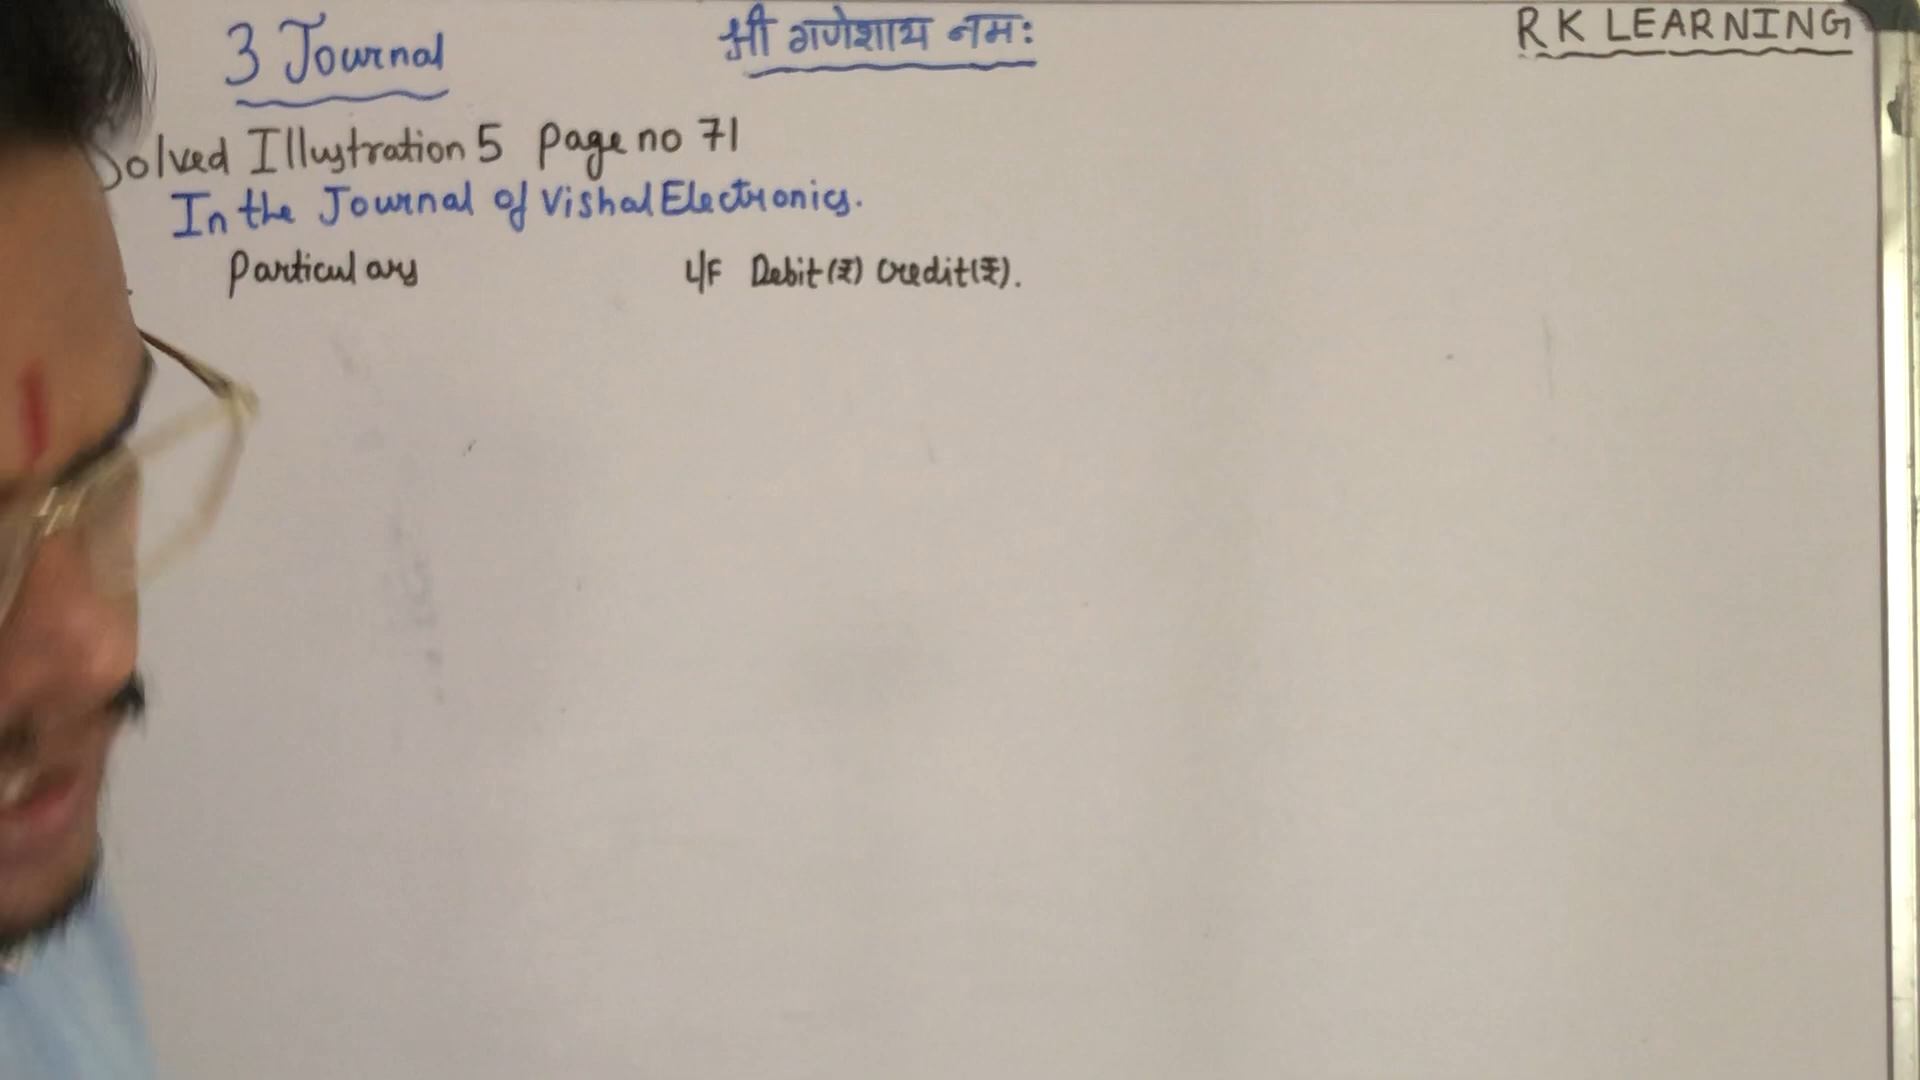 3 Journal
श्री गणेशाय नमः
R K LEARNING
Solved Illustration 5 Page no 71
In the Journal of Vishal Electronics.
Particulars L/F Debit (₹) Credit (₹).